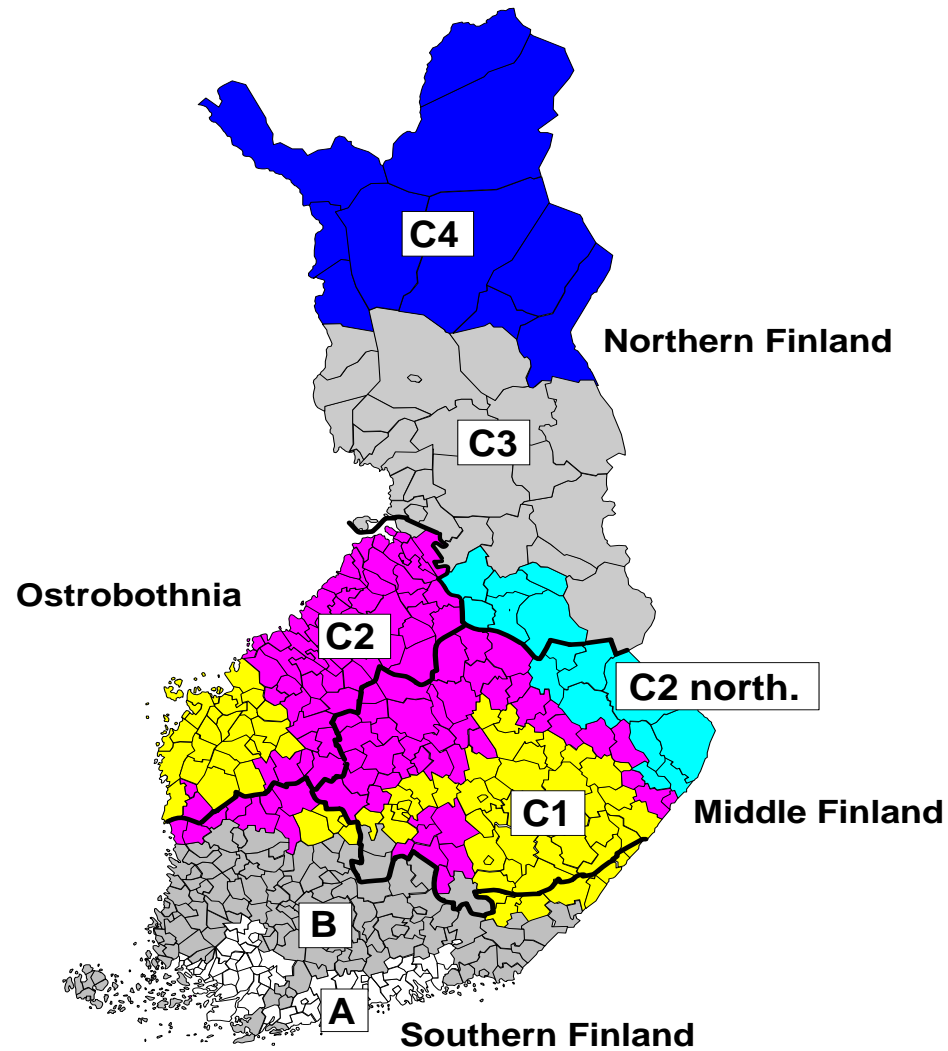 C4
Northern Finland
C3
Ostrobothnia
C2
C2 north.
C1
Middle Finland
B
A
Southern Finland